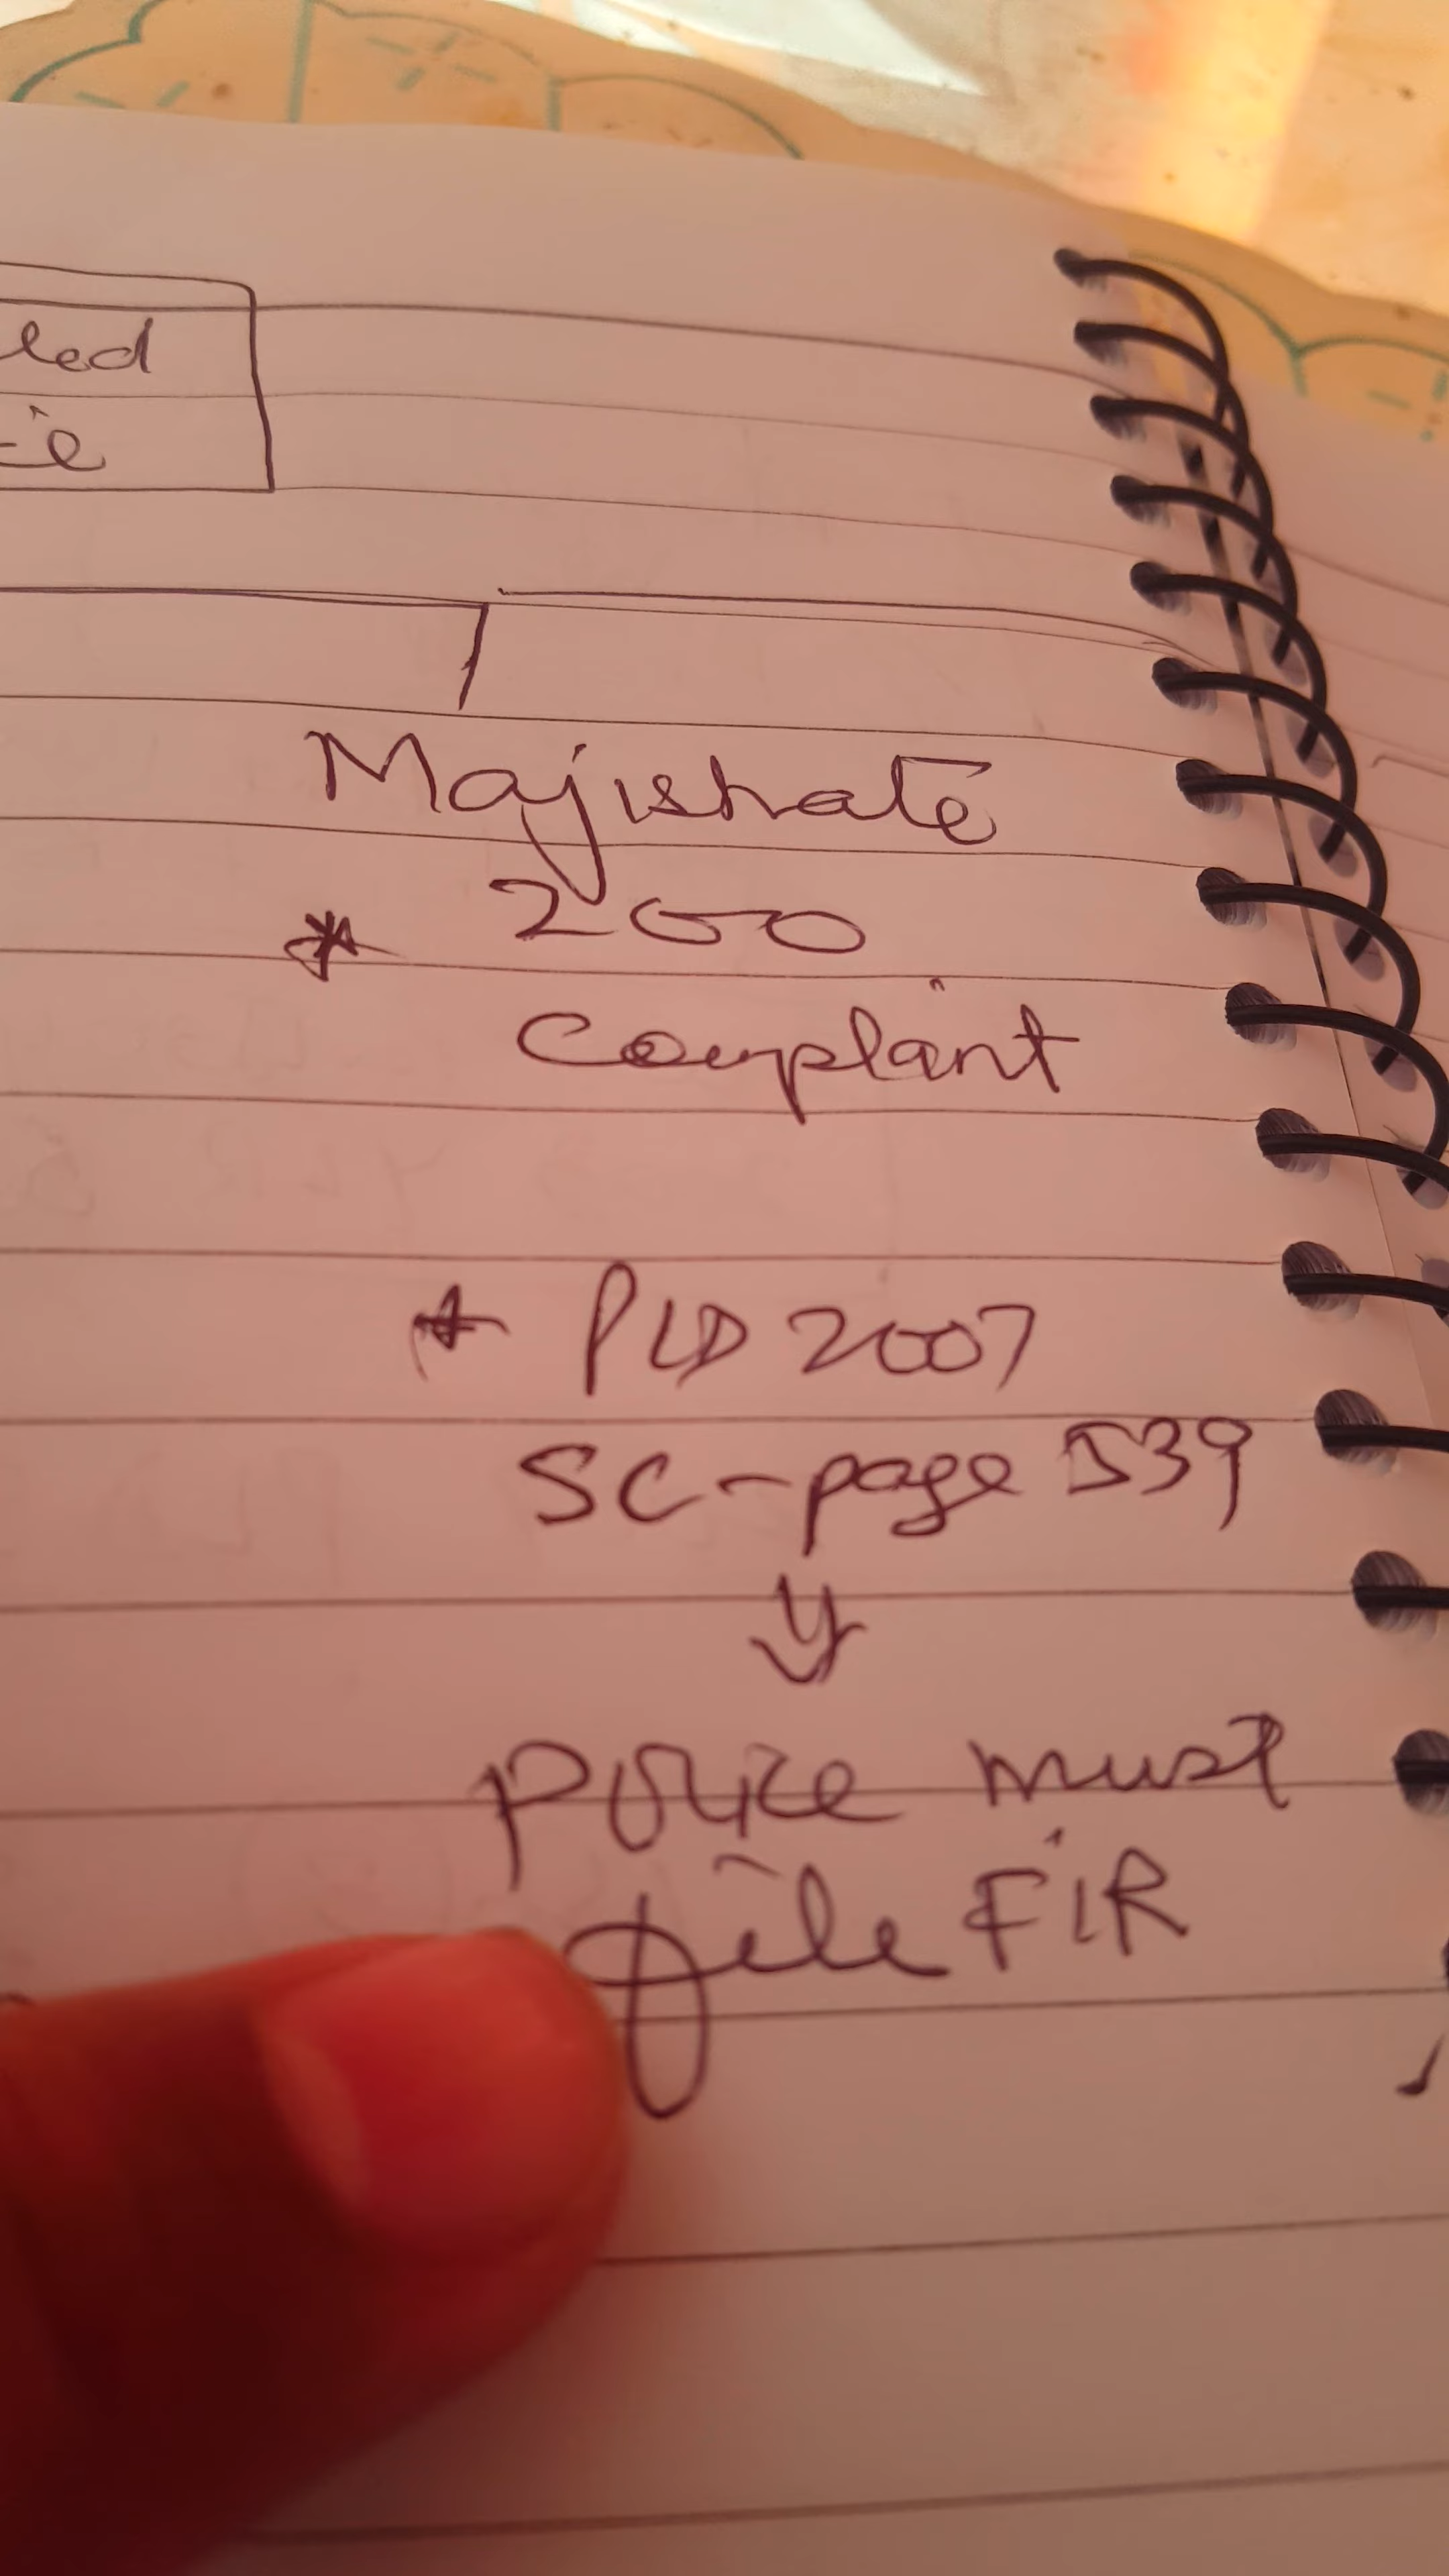 led
Majistrate
* 200
Complaint
* PLD 2007
SC-page 539
Police must
file FIR